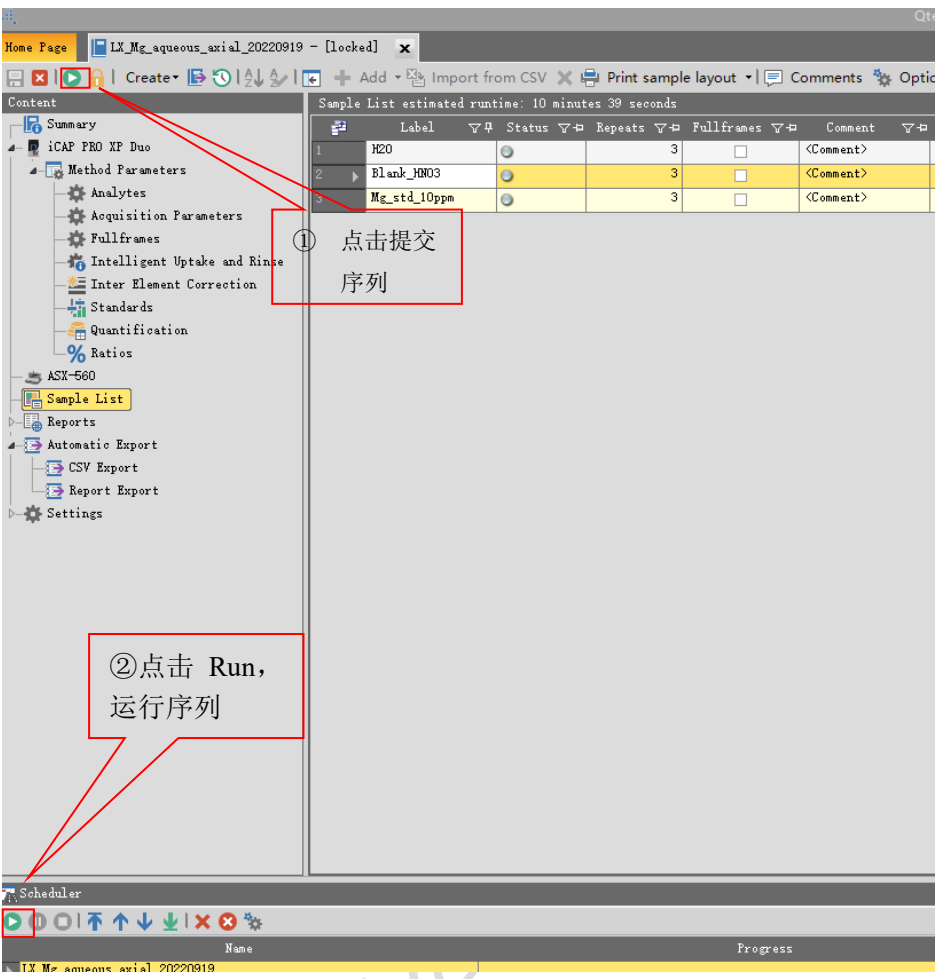 Qte
Home Page LX_Mg_aqueous_axial_20220919 - [locked] x
Create Add Import from CSV Print sample layout Comments Optic
Content
Sample List estimated runtime: 10 minutes 39 seconds
Summary
iCAP PRO XP Duo
Method Parameters
Analytes
Acquisition Parameters
Fullframes
Intelligent Uptake and Rinse
Inter Element Correction
Standards
Quantification
% Ratios
ASX-560
Sample List
Reports
Automatic Export
CSV Export
Report Export
Settings
Label Status Repeats Fullframes Comment
1 H2O 3 <Comment>
2 Blank_HNO3 3 <Comment>
3 Mg_std_10ppm 3 <Comment>
① 点击提交
序列
②点击 Run，
运行序列
Scheduler
Name Progress
LX_Mg_aqueous_axial_20220919